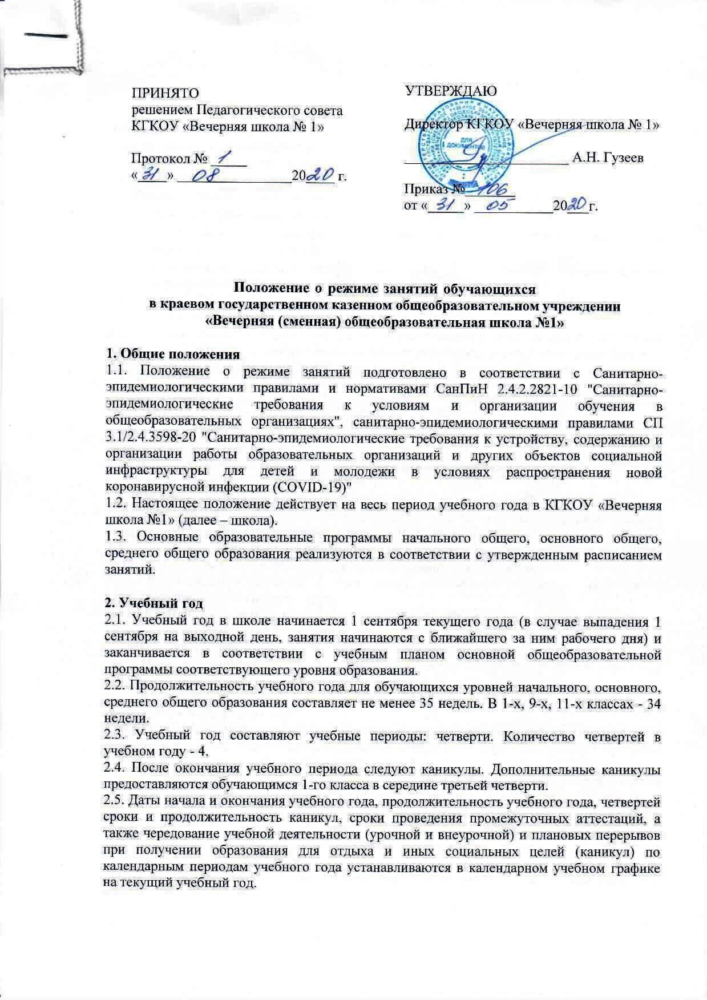 ПРИНЯТО
решением Педагогического совета
КГКОУ «Вечерняя школа № 1»
Протокол № 1
«31» 08 2020 г.
УТВЕРЖДАЮ
Директор КГКОУ «Вечерняя школа № 1»
А.Н. Гузеев
Приказ № 106
от «31» 05 2020 г.
ДЛЯ
ДОКУМЕНТОВ
Положение о режиме занятий обучающихся
в краевом государственном казенном общеобразовательном учреждении
«Вечерняя (сменная) общеобразовательная школа №1»
1. Общие положения
1.1. Положение о режиме занятий подготовлено в соответствии с Санитарно-
эпидемиологическими правилами и нормативами СанПиН 2.4.2.2821-10 "Санитарно-
эпидемиологические требования к условиям и организации обучения в
общеобразовательных организациях", санитарно-эпидемиологическими правилами СП
3.1/2.4.3598-20 "Санитарно-эпидемиологические требования к устройству, содержанию и
организации работы образовательных организаций и других объектов социальной
инфраструктуры для детей и молодежи в условиях распространения новой
коронавирусной инфекции (COVID-19)"
1.2. Настоящее положение действует на весь период учебного года в КГКОУ «Вечерняя
школа №1» (далее – школа).
1.3. Основные образовательные программы начального общего, основного общего,
среднего общего образования реализуются в соответствии с утвержденным расписанием
занятий.
2. Учебный год
2.1. Учебный год в школе начинается 1 сентября текущего года (в случае выпадения 1
сентября на выходной день, занятия начинаются с ближайшего за ним рабочего дня) и
заканчивается в соответствии с учебным планом основной общеобразовательной
программы соответствующего уровня образования.
2.2. Продолжительность учебного года для обучающихся уровней начального, основного,
среднего общего образования составляет не менее 35 недель. В 1-х, 9-х, 11-х классах - 34
недели.
2.3. Учебный год составляют учебные периоды: четверти. Количество четвертей в
учебном году - 4.
2.4. После окончания учебного периода следуют каникулы. Дополнительные каникулы
предоставляются обучающимся 1-го класса в середине третьей четверти.
2.5. Даты начала и окончания учебного года, продолжительность учебного года, четвертей
сроки и продолжительность каникул, сроки проведения промежуточных аттестаций, а
также чередование учебной деятельности (урочной и внеурочной) и плановых перерывов
при получении образования для отдыха и иных социальных целей (каникул) по
календарным периодам учебного года устанавливаются в календарном учебном графике
на текущий учебный год.